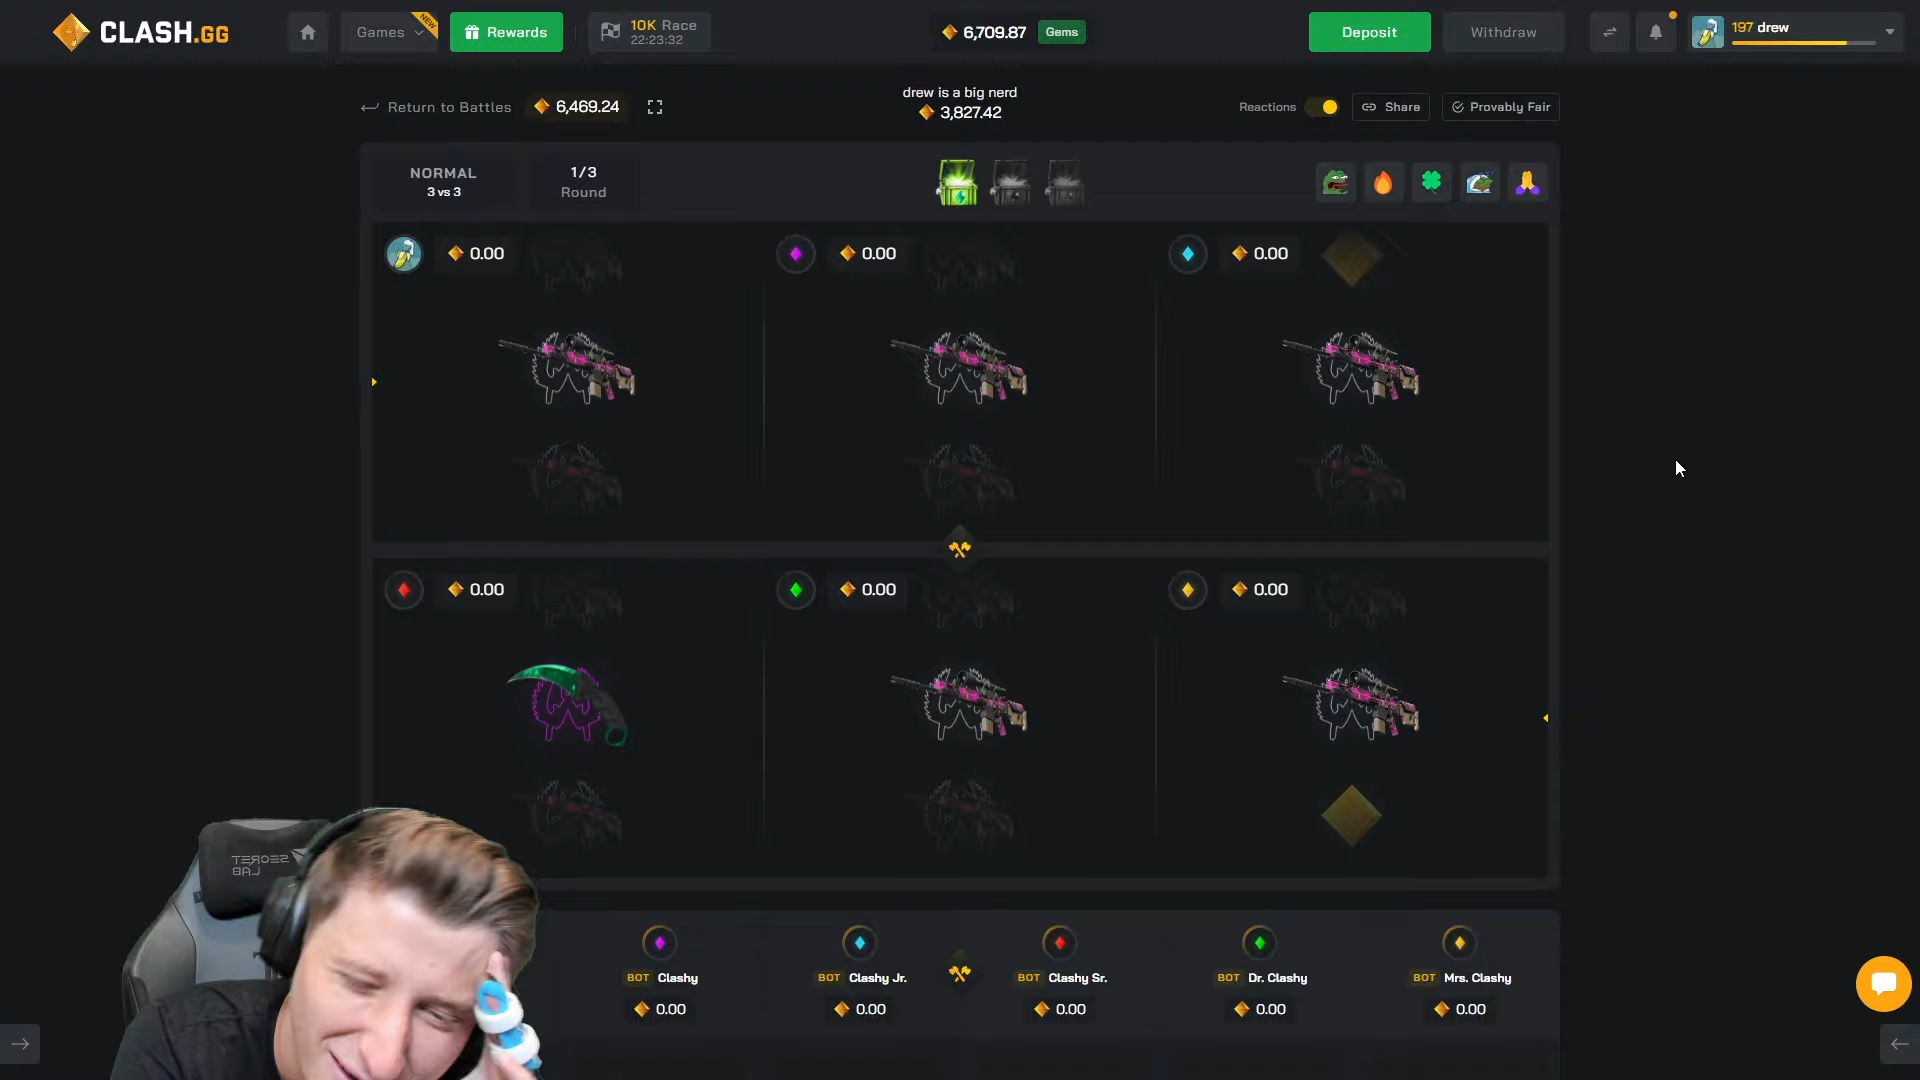 CLASH.GG
Games
NEW
Rewards
10K Race
22:23:32
6,709.87
Gems
Deposit
Withdraw
197 drew
Return to Battles
6,469.24
drew is a big nerd
3,827.42
Reactions
Share
Provably Fair
NORMAL
3 vs 3
1/3
Round
0.00
0.00
0.00
0.00
0.00
0.00
SECRET
LAB
BOT Clashy
BOT Clashy Jr.
BOT Clashy Sr.
BOT Dr. Clashy
BOT Mrs. Clashy
0.00
0.00
0.00
0.00
0.00